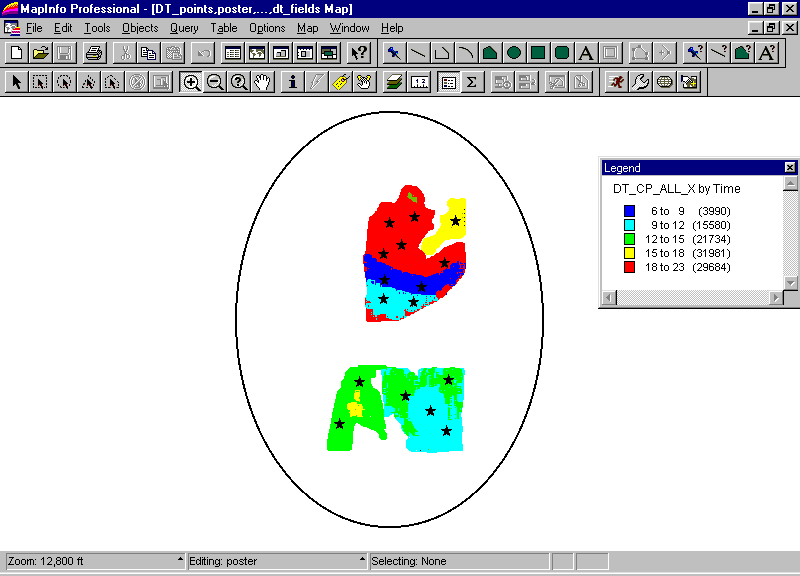 MapInfo Professional - [DT_points,poster,...,dt_fields Map]
File Edit Tools Objects Query Table Options Map Window Help
Legend
DT_CP_ALL_X by Time
6 to 9 (3990)
9 to 12 (15580)
12 to 15 (21734)
15 to 18 (31981)
18 to 23 (29684)
Zoom: 12,800 ft Editing: poster Selecting: None